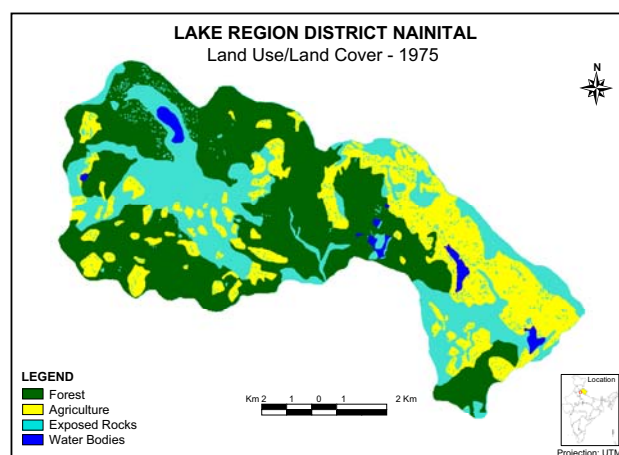 LAKE REGION DISTRICT NAINITAL
Land Use/Land Cover - 1975
N
LEGEND
Forest
Agriculture
Exposed Rocks
Water Bodies
Km 2 1 0 1 2 Km
Location
Projection: UTM